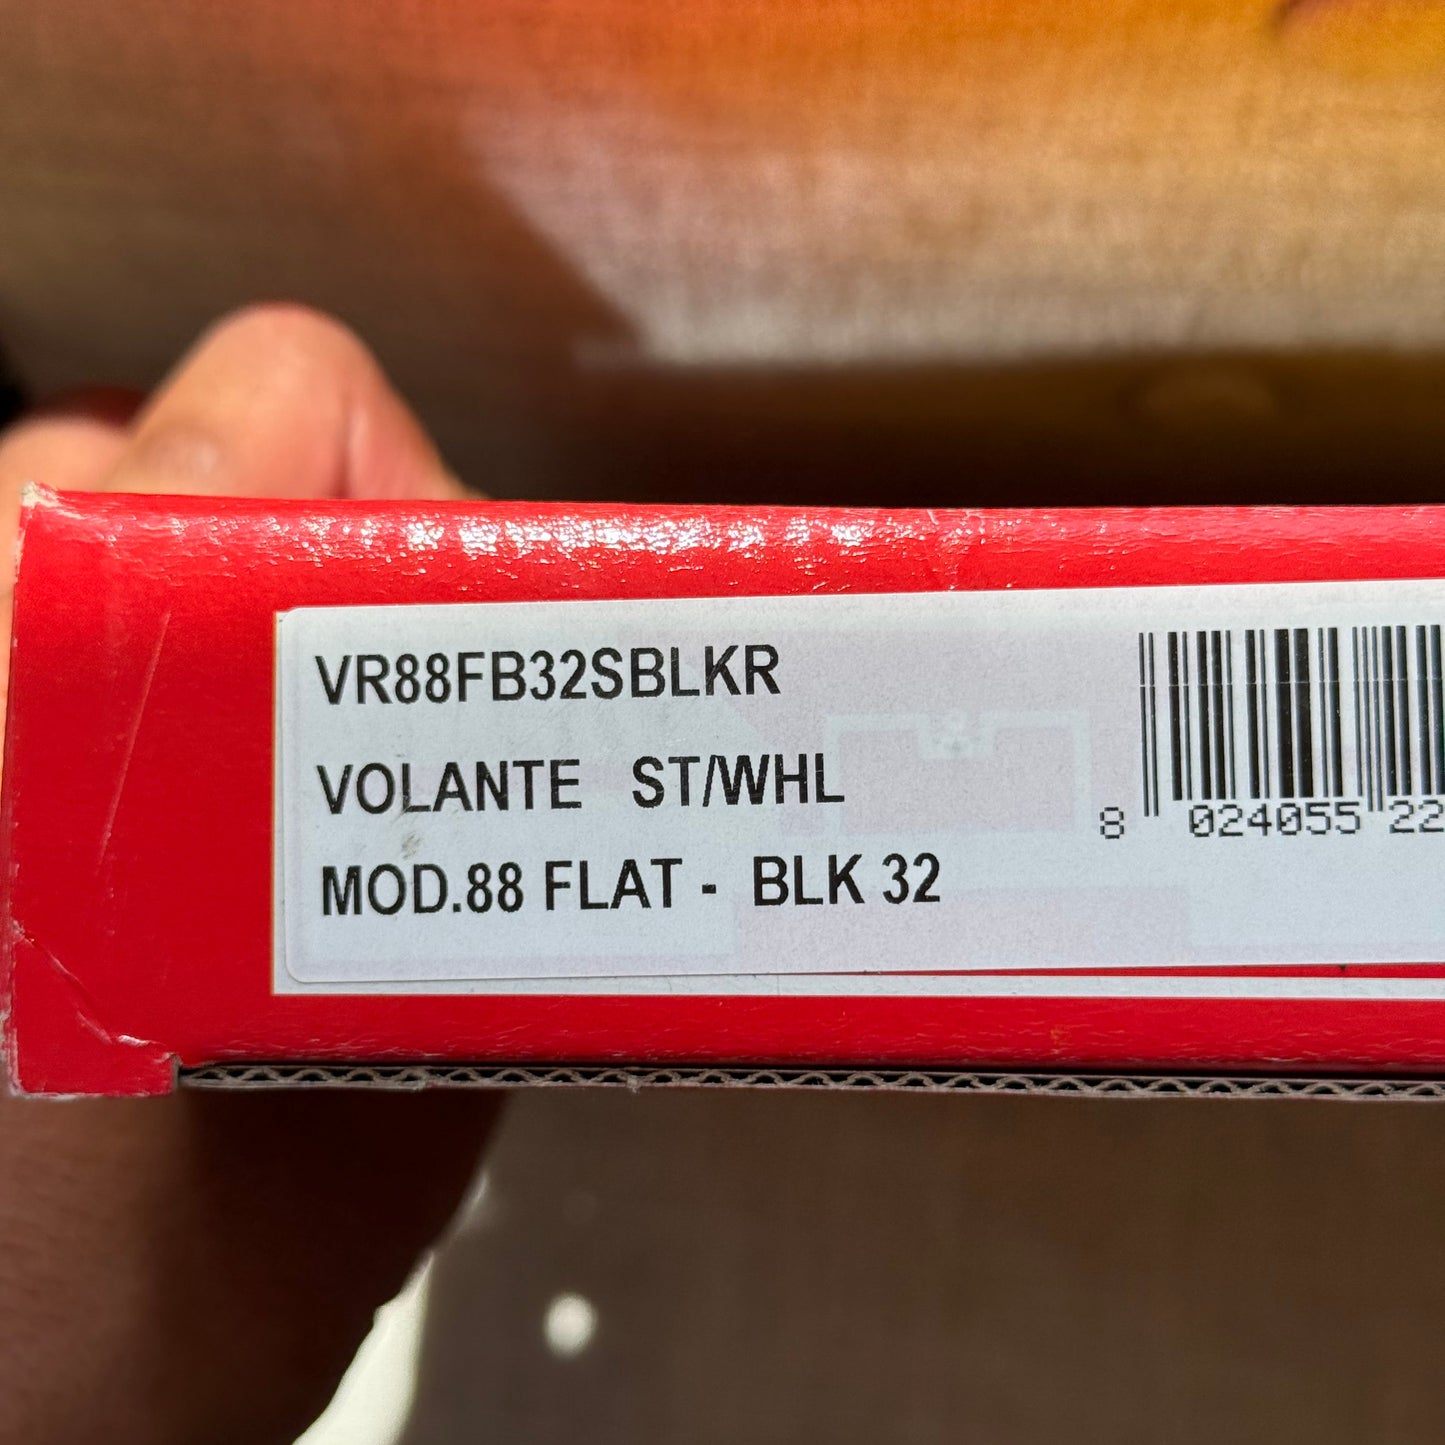 VR88FB32SBLKR
VOLANTE ST/WHL
MOD.88 FLAT - BLK 32
8 024055 22